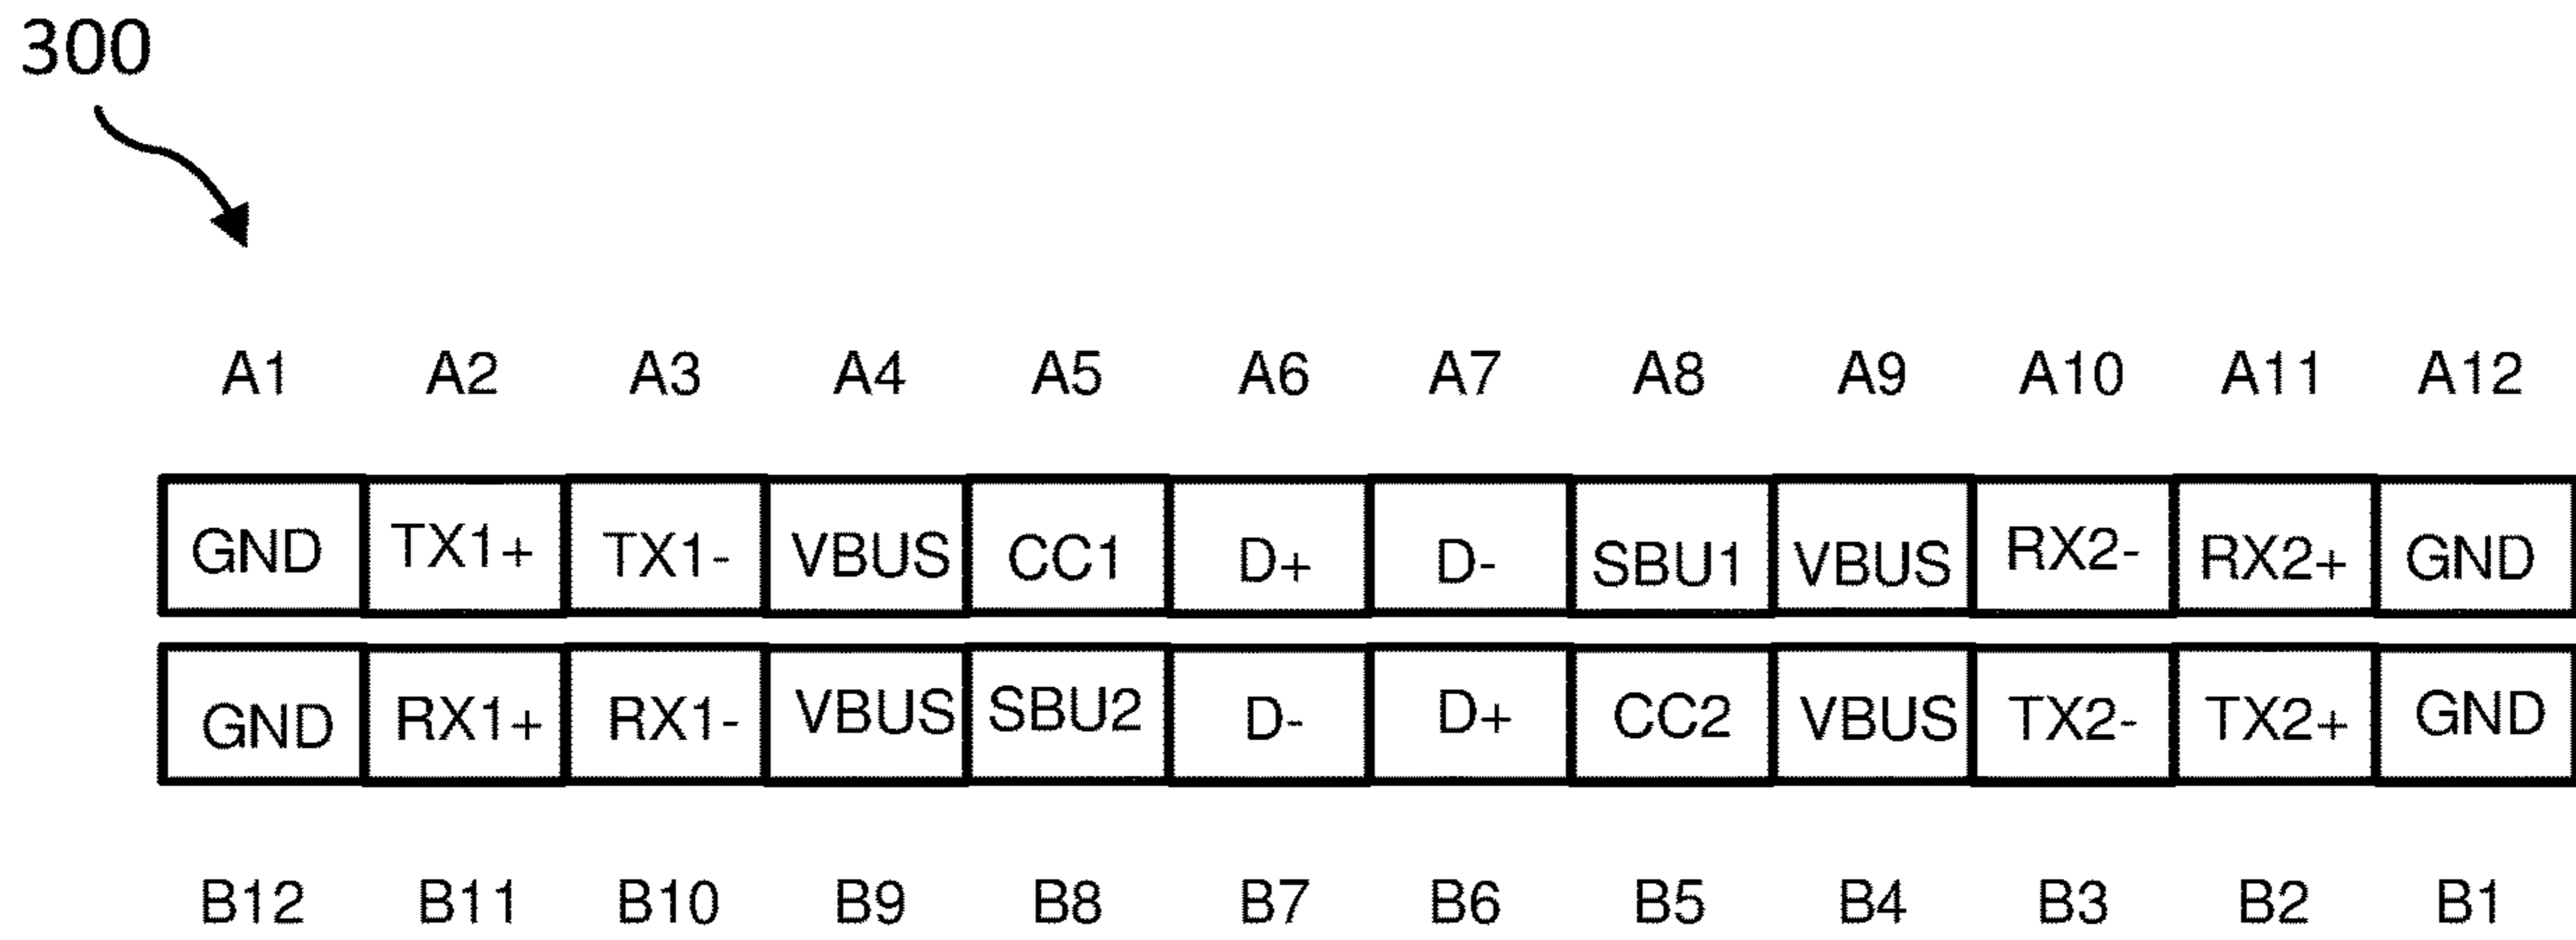 300
A1 A2 A3 A4 A5 A6 A7 A8 A9 A10 A11 A12
GND TX1+ TX1- VBUS CC1 D+ D- SBU1 VBUS RX2- RX2+ GND
GND RX1+ RX1- VBUS SBU2 D- D+ CC2 VBUS TX2- TX2+ GND
B12 B11 B10 B9 B8 B7 B6 B5 B4 B3 B2 B1